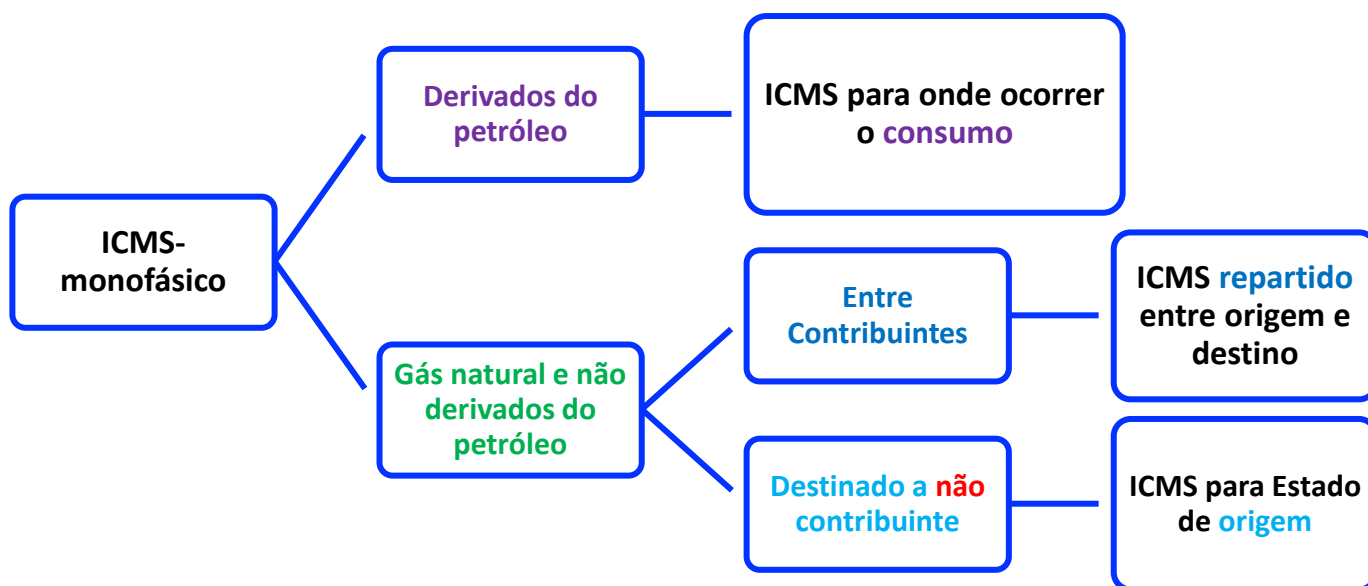 ICMS-
monofásico
Derivados do
petróleo
ICMS para onde ocorrer
o consumo
Gás natural e não
derivados do
petróleo
Entre
Contribuintes
ICMS repartido
entre origem e
destino
Destinado a não
contribuinte
ICMS para Estado
de origem